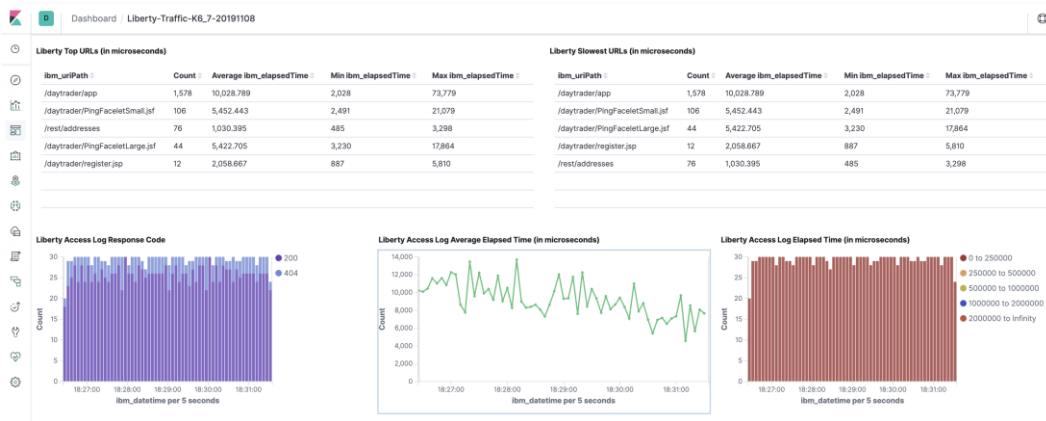 D Dashboard / Liberty-Traffic-K6_7-20191108
Liberty Top URLs (in microseconds)
ibm_uriPath Count Average ibm_elapsedTime Min ibm_elapsedTime Max ibm_elapsedTime
/daytrader/app 1,578 10,028.789 2,028 73,779
/daytrader/PingFaceletSmall.jsf 106 5,452.443 2,491 21,079
/rest/addresses 76 1,030.395 485 3,298
/daytrader/PingFaceletLarge.jsf 44 5,422.705 3,230 17,864
/daytrader/register.jsp 12 2,058.667 887 5,810
Liberty Slowest URLs (in microseconds)
ibm_uriPath Count Average ibm_elapsedTime Min ibm_elapsedTime Max ibm_elapsedTime
/daytrader/app 1,578 10,028.789 2,028 73,779
/daytrader/PingFaceletSmall.jsf 106 5,452.443 2,491 21,079
/daytrader/PingFaceletLarge.jsf 44 5,422.705 3,230 17,864
/daytrader/register.jsp 12 2,058.667 887 5,810
/rest/addresses 76 1,030.395 485 3,298
Liberty Access Log Response Code
30
25
20
15
10
5
0
Count
18:27:00 18:28:00 18:29:00 18:30:00 18:31:00
ibm_datetime per 5 seconds
200
404
Liberty Access Log Average Elapsed Time (in microseconds)
14,000
12,000
10,000
8,000
6,000
4,000
2,000
0
Count
18:27:00 18:28:00 18:29:00 18:30:00 18:31:00
ibm_datetime per 5 seconds
Liberty Access Log Elapsed Time (in microseconds)
30
25
20
15
10
5
0
Count
18:27:00 18:28:00 18:29:00 18:30:00 18:31:00
ibm_datetime per 5 seconds
0 to 250000
250000 to 500000
500000 to 1000000
1000000 to 2000000
2000000 to Infinity